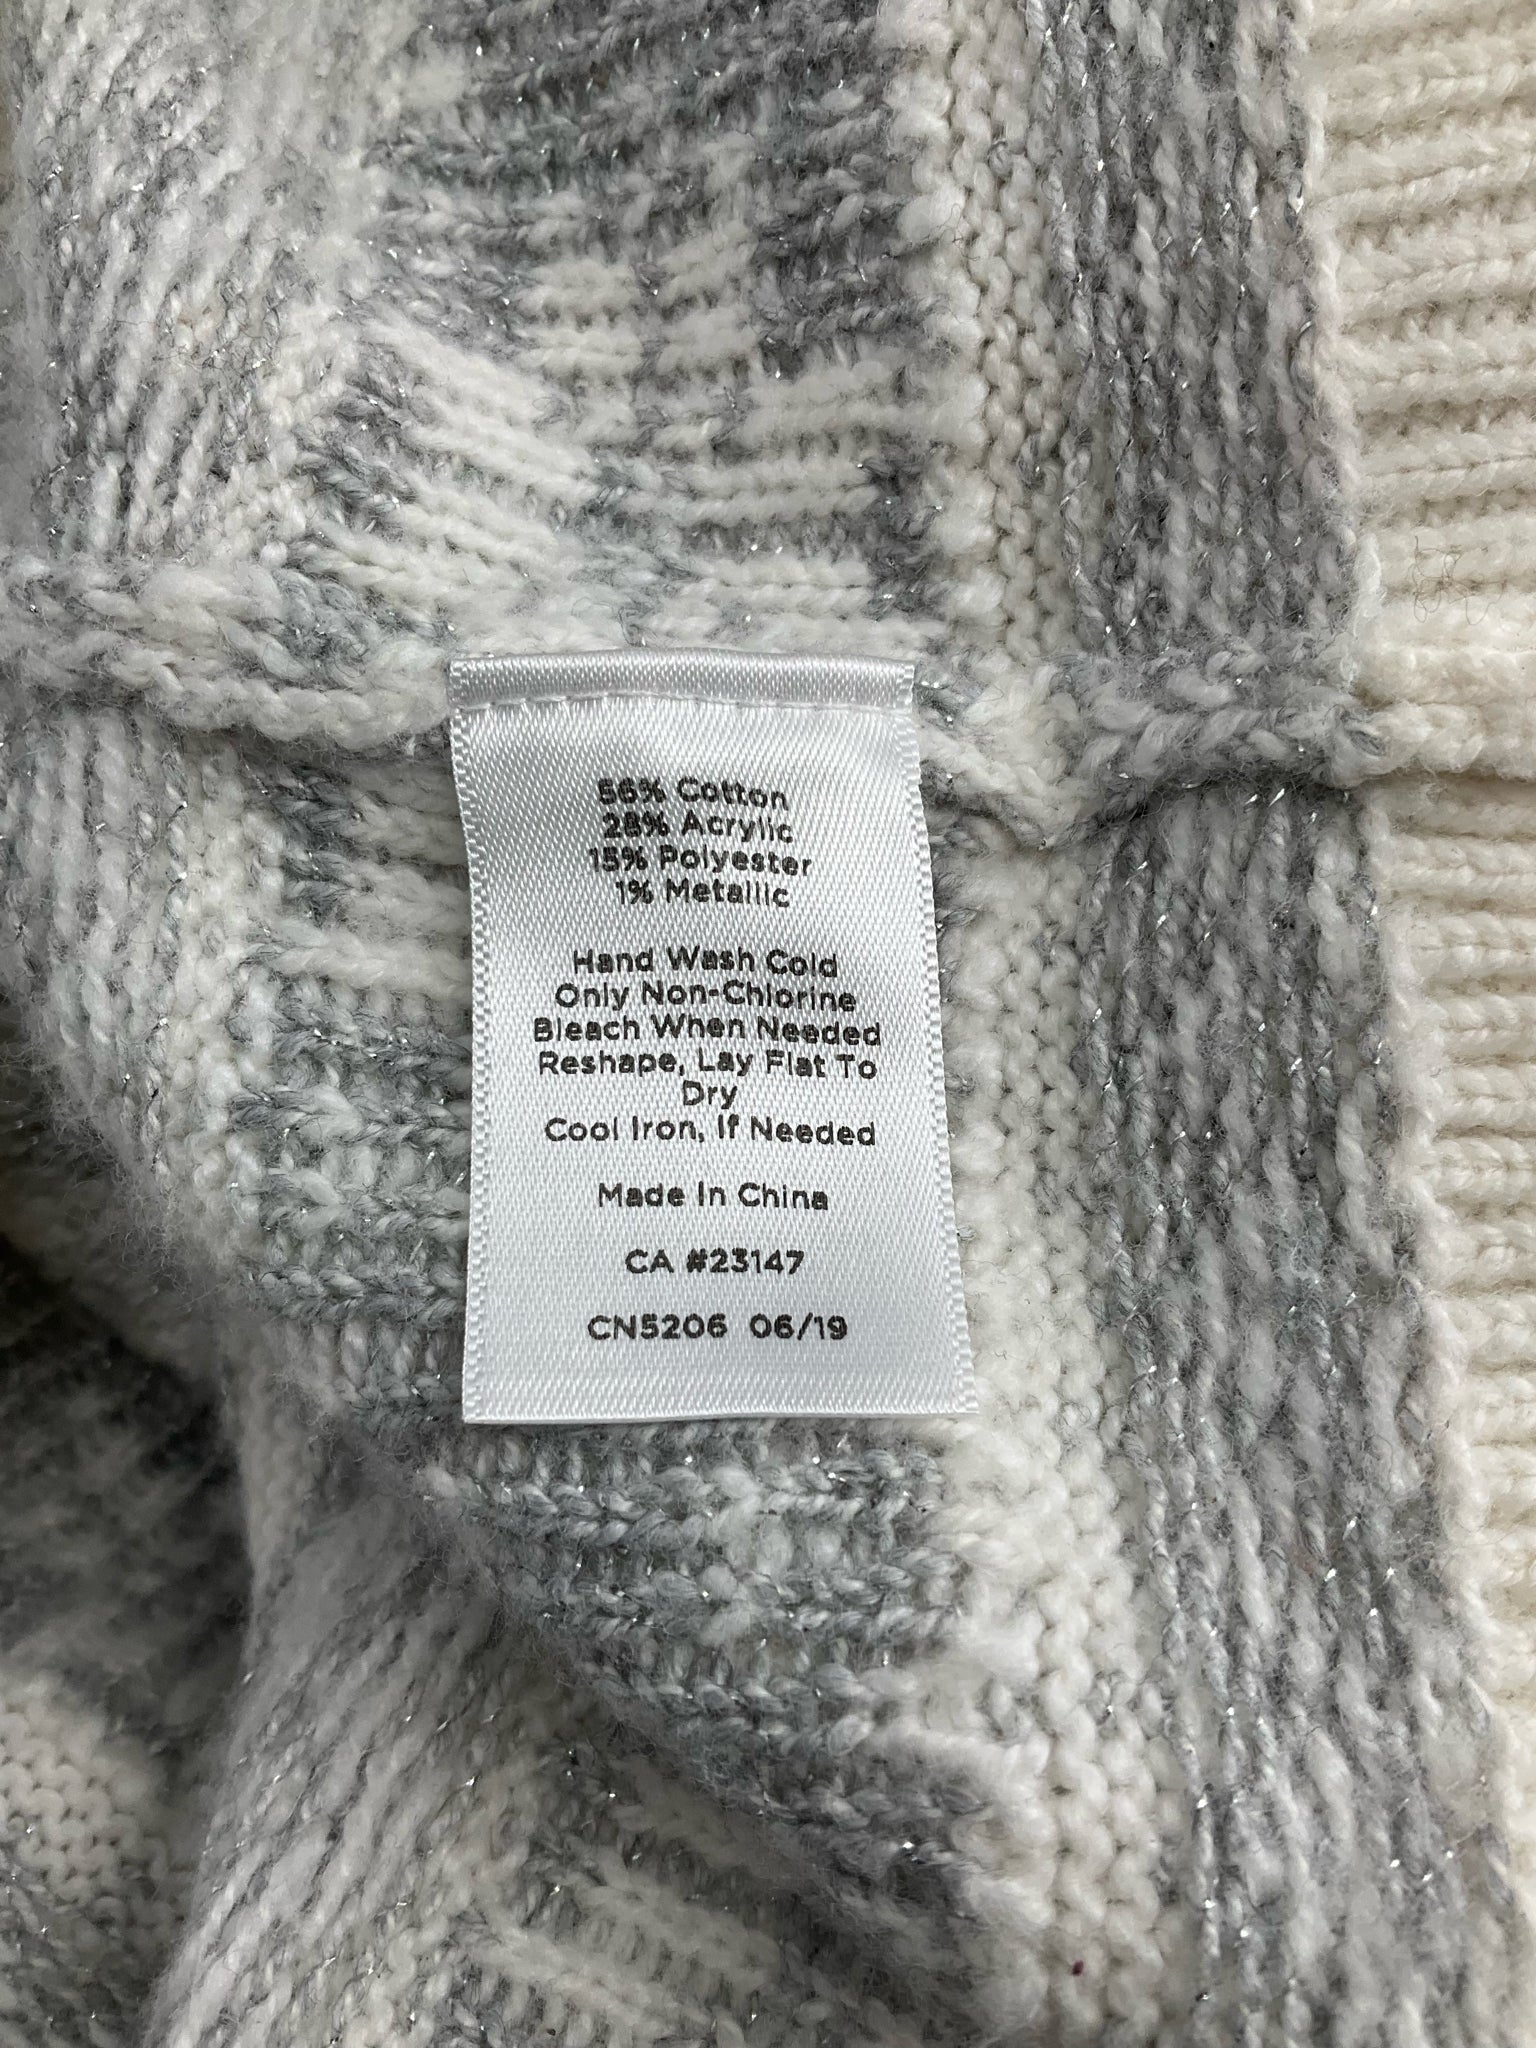 56% Cotton
28% Acrylic
15% Polyester
1% Metallic
Hand Wash Cold
Only Non-Chlorine
Bleach When Needed
Reshape, Lay Flat To
Dry
Cool Iron, If Needed
Made In China
CA #23147
CN5206 06/19